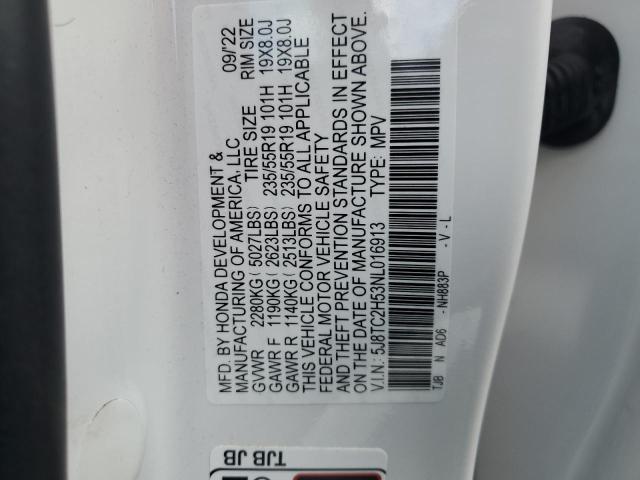 MFD. BY HONDA DEVELOPMENT & 09/'22
MANUFACTURING OF AMERICA, LLC
TIRE SIZE RIM SIZE
GVWR 2280KG ( 5027LBS)
GAWR F 1190KG ( 2623LBS) 235/55R19 101H 19X8.0J
GAWR R 1140KG ( 2513LBS) 235/55R19 101H 19X8.0J
THIS VEHICLE CONFORMS TO ALL APPLICABLE
FEDERAL MOTOR VEHICLE SAFETY
AND THEFT PREVENTION STANDARDS IN EFFECT
ON THE DATE OF MANUFACTURE SHOWN ABOVE.
V.I.N.: 5J8TC2H53NL016913 TYPE: MPV
TJB N AD6 -NH883P -V-L
TJB JB